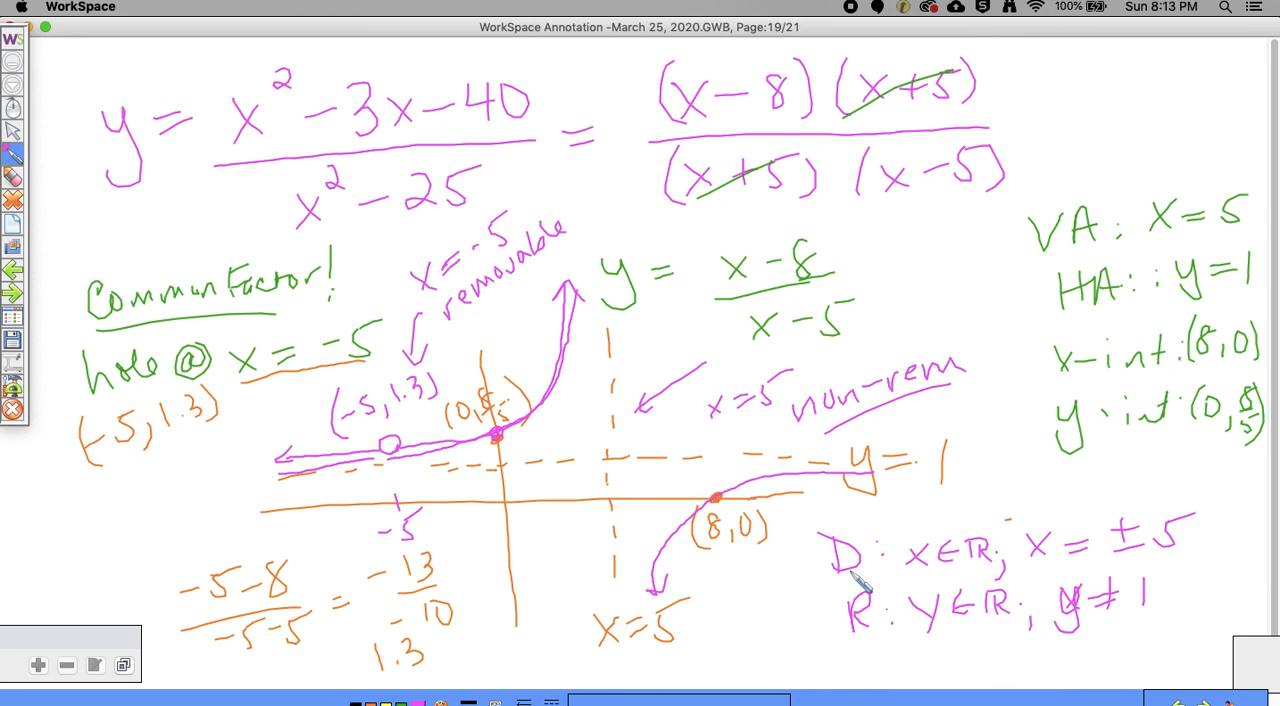 WorkSpace
100%
Sun 8:13 PM
WorkSpace Annotation -March 25, 2020.GWB, Page:19/21
y = x² - 3x - 40 / x² - 25 = (x - 8) (x + 5) / (x + 5) (x - 5)
Common Factor!
hole @ x = -5
(-5, 1.3)
x = -5
removable
(-5, 1.3)
y = x - 8 / x - 5
VA: x = 5
HA: : y = 1
x-int: (8, 0)
y-int: (0, 8/5)
(0, 8/5)
x = 5 non-rem
y = 1
-5
(8, 0)
x = 5
-5 - 8 / -5 - 5 = -13 / -10
1.3
D: x ∈ ℝ; x = ± 5
R: y ∈ ℝ; y ≠ 1